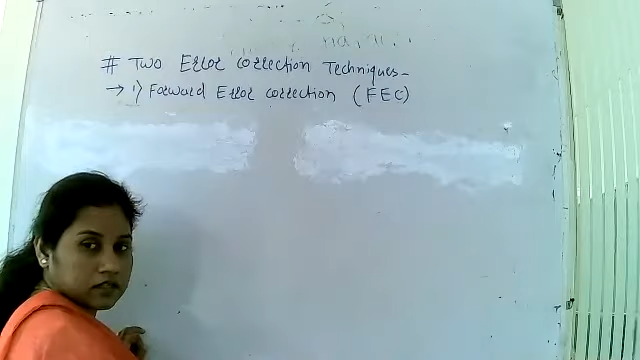 # Two Error correction Techniques-
→ 1) Forward Error correction (FEC)